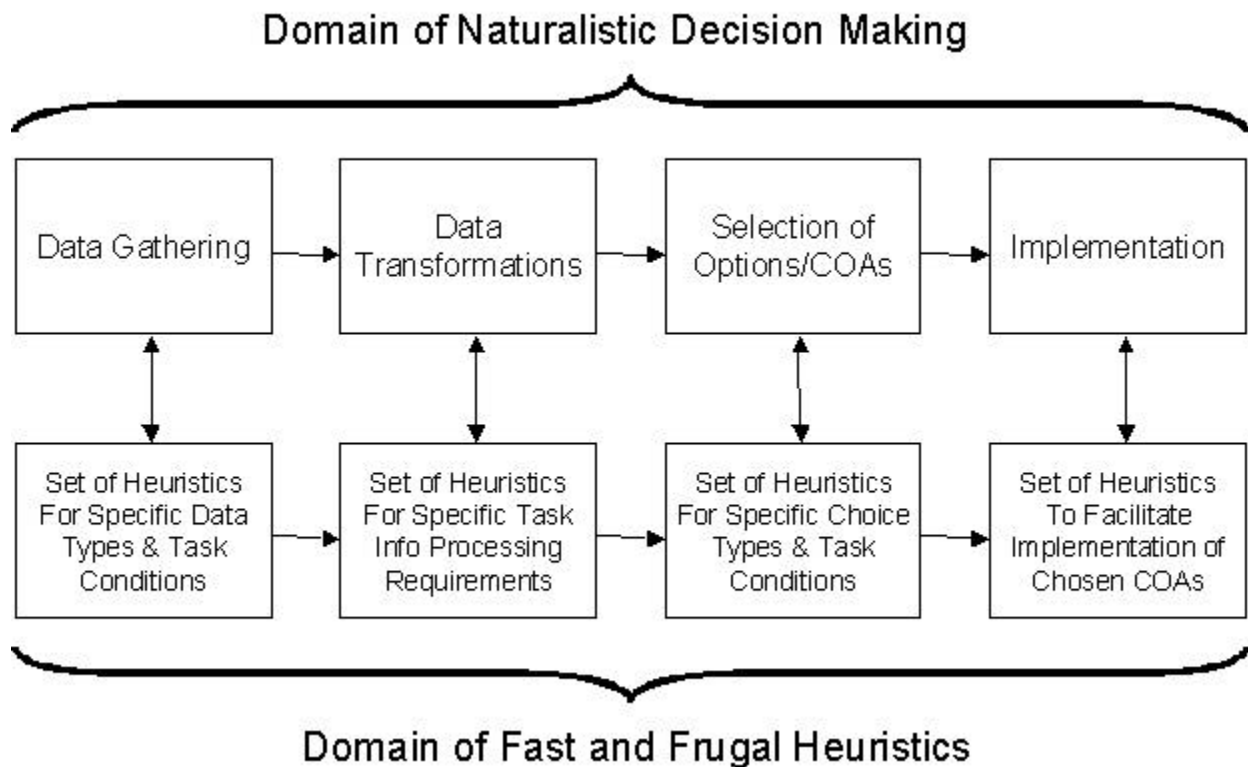 Domain of Naturalistic Decision Making
Data Gathering
Data
Transformations
Selection of
Options/COAs
Implementation
Set of Heuristics
For Specific Data
Types & Task
Conditions
Set of Heuristics
For Specific Task
Info Processing
Requirements
Set of Heuristics
For Specific Choice
Types & Task
Conditions
Set of Heuristics
To Facilitate
Implementation of
Chosen COAs
Domain of Fast and Frugal Heuristics